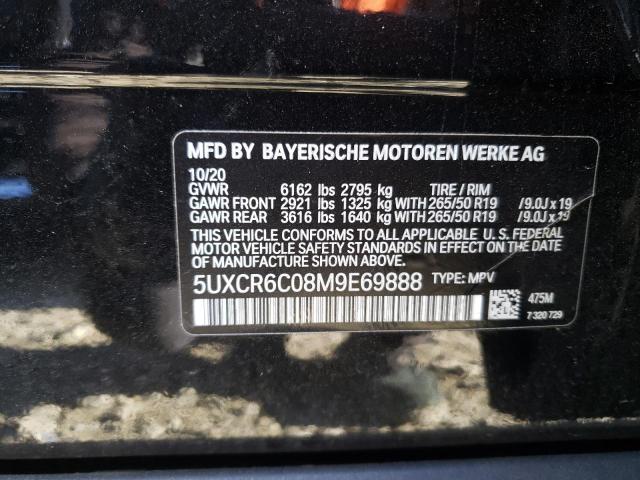 MFD BY BAYERISCHE MOTOREN WERKE AG
10/20
GVWR 6162 lbs 2795 kg TIRE / RIM
GAWR FRONT 2921 lbs 1325 kg WITH 265/50 R19 /9.0J x 19
GAWR REAR 3616 lbs 1640 kg WITH 265/50 R19 /9.0J x 19
THIS VEHICLE CONFORMS TO ALL APPLICABLE U. S. FEDERAL
MOTOR VEHICLE SAFETY STANDARDS IN EFFECT ON THE DATE OF
MANUFACTURE SHOWN ABOVE.
5UXCR6C08M9E69888 TYPE: MPV
475M
7 320 729